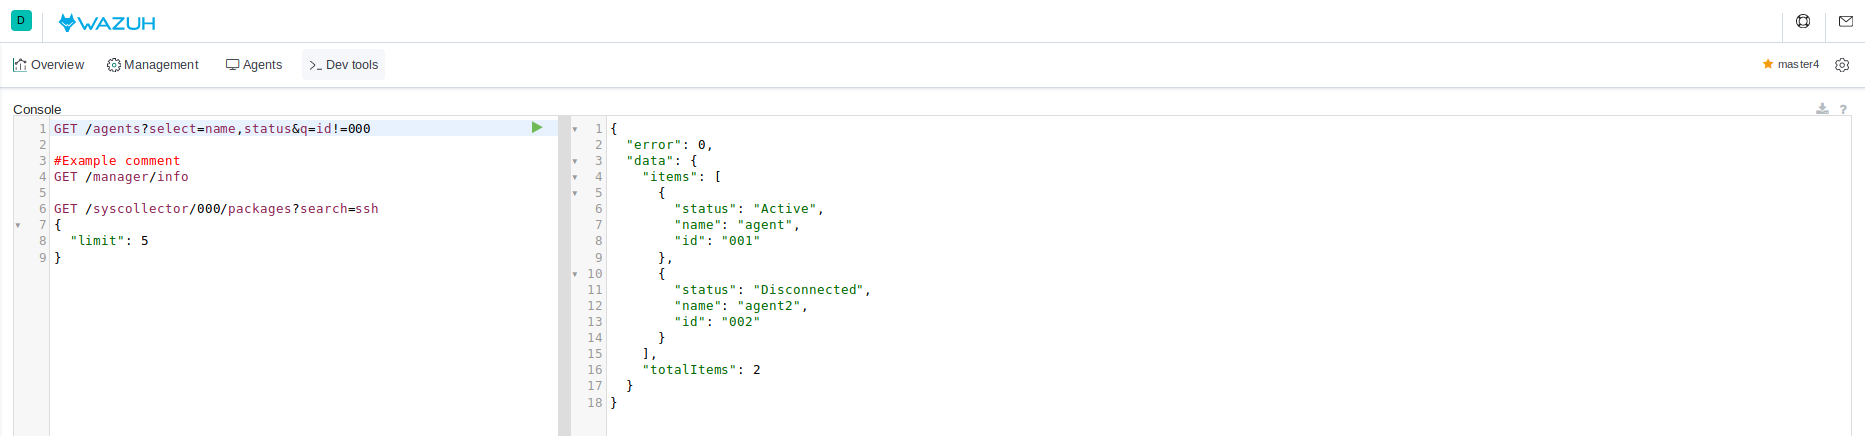 D WAZUH
Overview Management Agents >_ Dev tools master4
Console ?
1 GET /agents?select=name,status&q=id!=000
2
3 #Example comment
4 GET /manager/info
5
6 GET /syscollector/000/packages?search=ssh
7 {
8 "limit": 5
9 }
1 {
2 "error": 0,
3 "data": {
4 "items": [
5 {
6 "status": "Active",
7 "name": "agent",
8 "id": "001"
9 },
10 {
11 "status": "Disconnected",
12 "name": "agent2",
13 "id": "002"
14 }
15 ],
16 "totalItems": 2
17 }
18 }